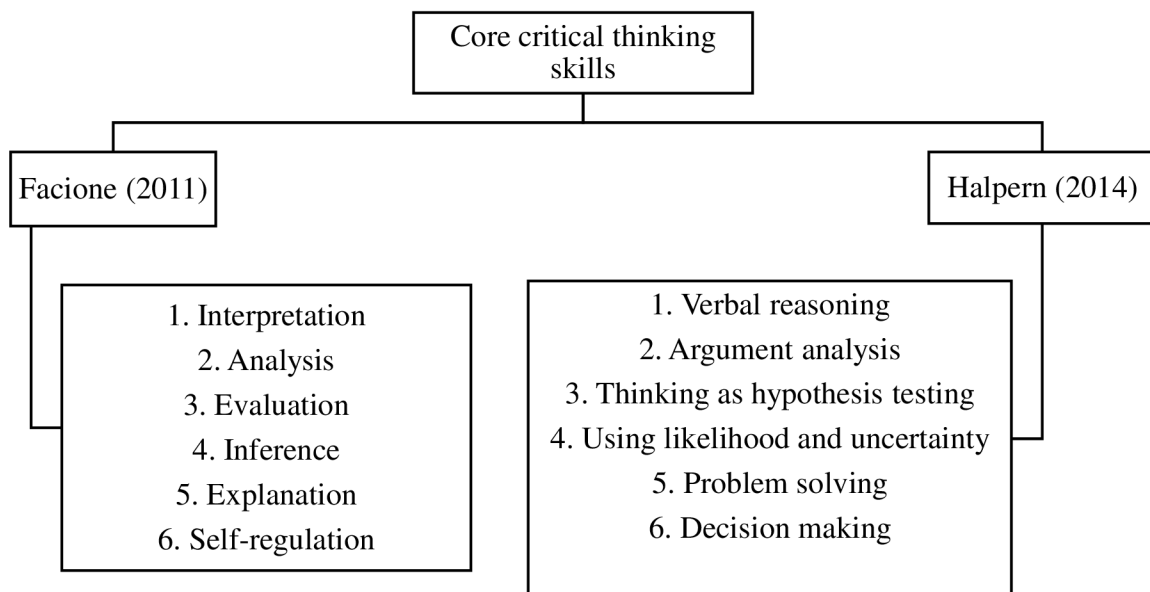 Core critical thinking
skills
Facione (2011)
Halpern (2014)
1. Interpretation
2. Analysis
3. Evaluation
4. Inference
5. Explanation
6. Self-regulation
1. Verbal reasoning
2. Argument analysis
3. Thinking as hypothesis testing
4. Using likelihood and uncertainty
5. Problem solving
6. Decision making